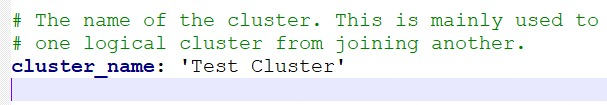 # The name of the cluster. This is mainly used to
# one logical cluster from joining another.
cluster_name: 'Test Cluster'